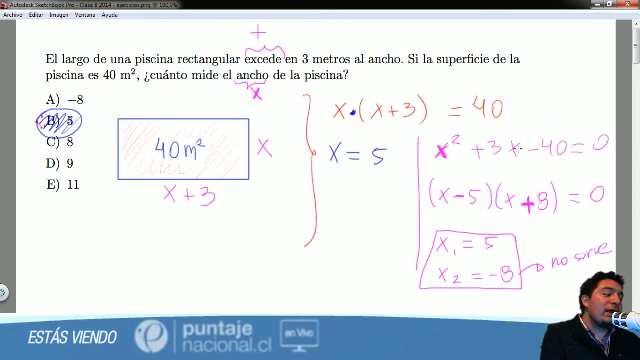 Autodesk SketchBook Pro - Clase 8 2014 - ejercicios.png @ 100.0%
Archivo Editar Imagen Ventana Ayuda
+
El largo de una piscina rectangular excede en 3 metros al ancho. Si la superficie de la
piscina es 40 m², ¿cuánto mide el ancho de la piscina?
x
A) −8
B) 5
C) 8
D) 9
E) 11
40 m²
x
x + 3
x · (x + 3) = 40
x = 5
x² + 3x − 40 = 0
(x − 5)(x + 8) = 0
x₁ = 5
x₂ = −8 → no sirve
ESTÁS VIENDO
puntaje
nacional.cl
en Vivo